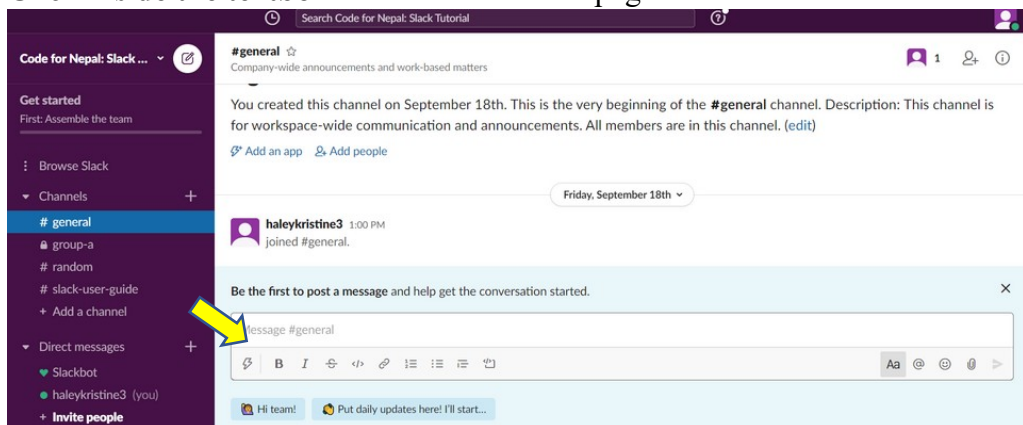 Search Code for Nepal: Slack Tutorial
Code for Nepal: Slack ...
Get started
First: Assemble the team
Browse Slack
Channels
# general
group-a
# random
# slack-user-guide
+ Add a channel
Direct messages
Slackbot
haleykristine3 (you)
+ Invite people
#general
Company-wide announcements and work-based matters
1
You created this channel on September 18th. This is the very beginning of the #general channel. Description: This channel is
for workspace-wide communication and announcements. All members are in this channel. (edit)
Add an app Add people
Friday, September 18th
haleykristine3 1:00 PM
joined #general.
Be the first to post a message and help get the conversation started.
Message #general
B I S </> Aa @
Hi team! Put daily updates here! I'll start...